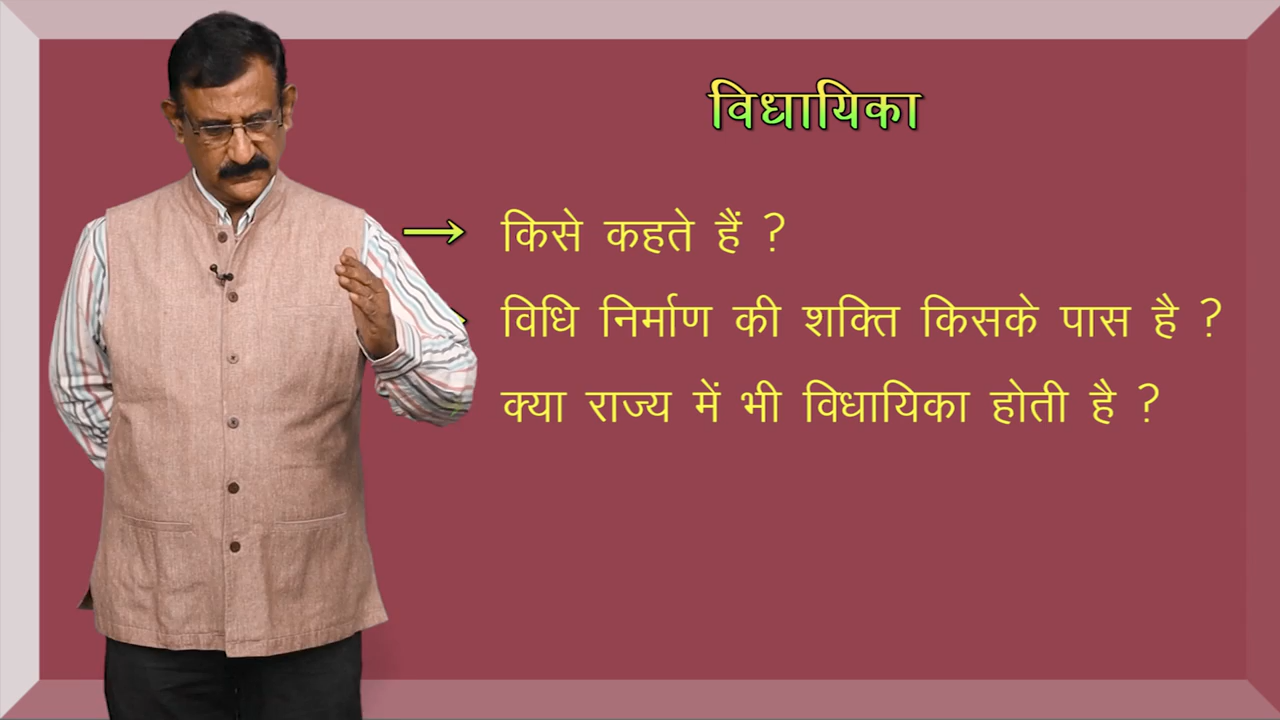 विधायिका
→ किसे कहते हैं ?
विधि निर्माण की शक्ति किसके पास है ?
क्या राज्य में भी विधायिका होती है ?